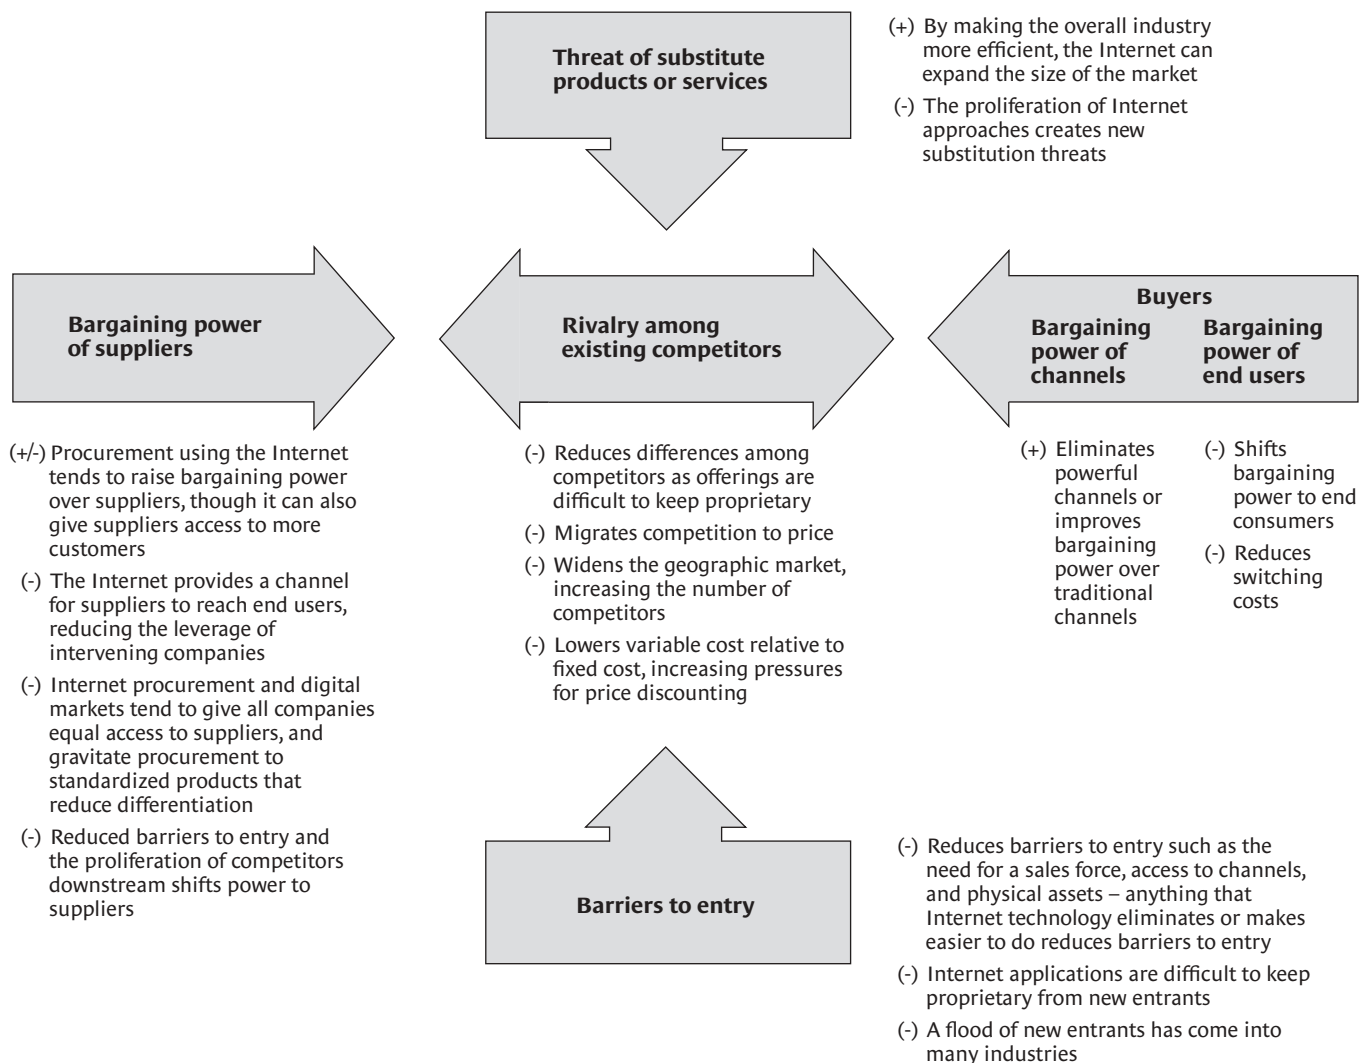 Threat of substitute
products or services
(+) By making the overall industry
more efficient, the Internet can
expand the size of the market
(-) The proliferation of Internet
approaches creates new
substitution threats
Bargaining power
of suppliers
Rivalry among
existing competitors
Buyers
Bargaining
power of
channels
Bargaining
power of
end users
(+/-) Procurement using the Internet
tends to raise bargaining power
over suppliers, though it can also
give suppliers access to more
customers
(-) The Internet provides a channel
for suppliers to reach end users,
reducing the leverage of
intervening companies
(-) Internet procurement and digital
markets tend to give all companies
equal access to suppliers, and
gravitate procurement to
standardized products that
reduce differentiation
(-) Reduced barriers to entry and
the proliferation of competitors
downstream shifts power to
suppliers
(-) Reduces differences among
competitors as offerings are
difficult to keep proprietary
(-) Migrates competition to price
(-) Widens the geographic market,
increasing the number of
competitors
(-) Lowers variable cost relative to
fixed cost, increasing pressures
for price discounting
(+) Eliminates
powerful
channels or
improves
bargaining
power over
traditional
channels
(-) Shifts
bargaining
power to end
consumers
(-) Reduces
switching
costs
Barriers to entry
(-) Reduces barriers to entry such as the
need for a sales force, access to channels,
and physical assets – anything that
Internet technology eliminates or makes
easier to do reduces barriers to entry
(-) Internet applications are difficult to keep
proprietary from new entrants
(-) A flood of new entrants has come into
many industries